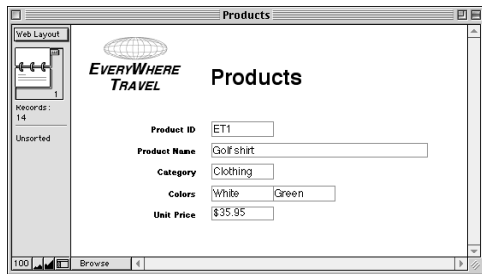 Products
Web Layout
1
Records:
14
Unsorted
EVERYWHERE
TRAVEL
Products
Product ID ET1
Product Name Golf shirt
Category Clothing
Colors White Green
Unit Price $35.95
100 Browse